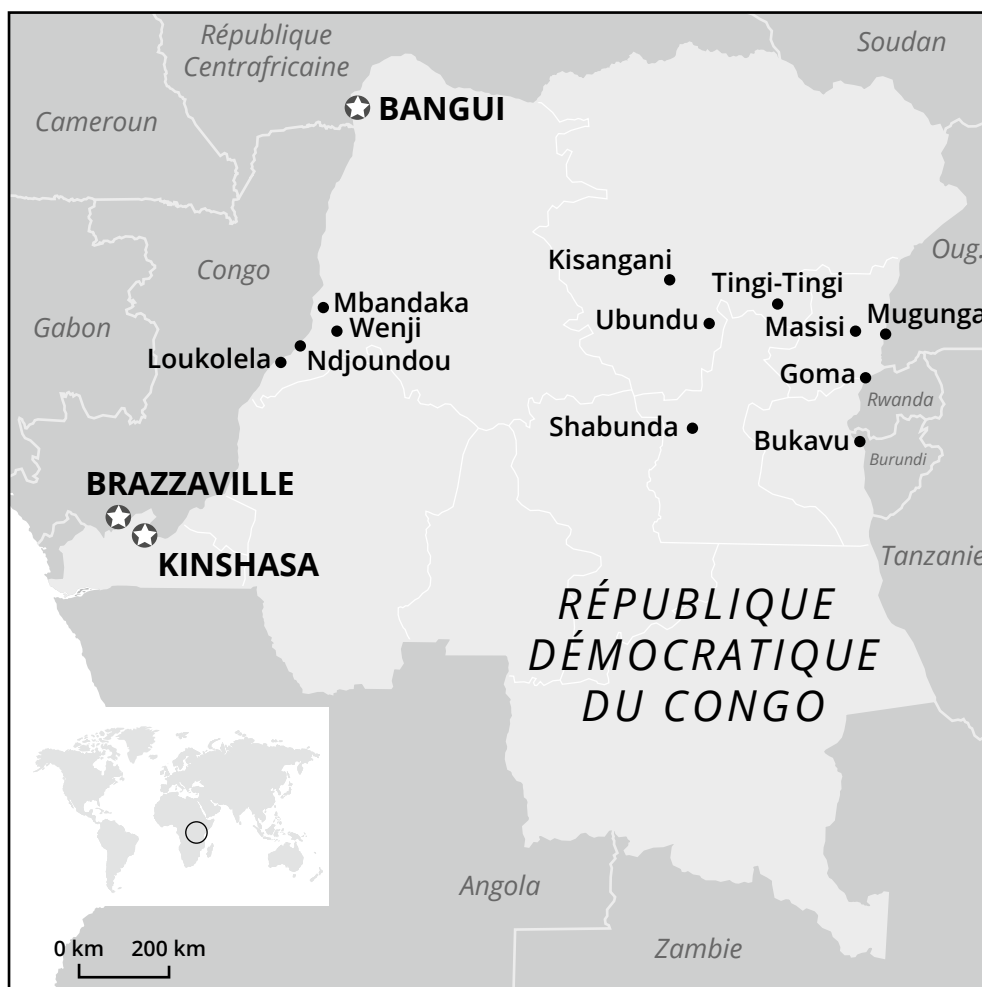 République
Centrafricaine
Soudan
BANGUI
Cameroun
Oug.
Kisangani
Congo
Tingi-Tingi
Mbandaka
Mugunga
Ubundu
Masisi
Wenji
Gabon
Loukolela
Ndjoundou
Goma
Rwanda
Shabunda
Bukavu
Burundi
BRAZZAVILLE
KINSHASA
Tanzanie
RÉPUBLIQUE
DÉMOCRATIQUE
DU CONGO
Angola
Zambie
0 km 200 km